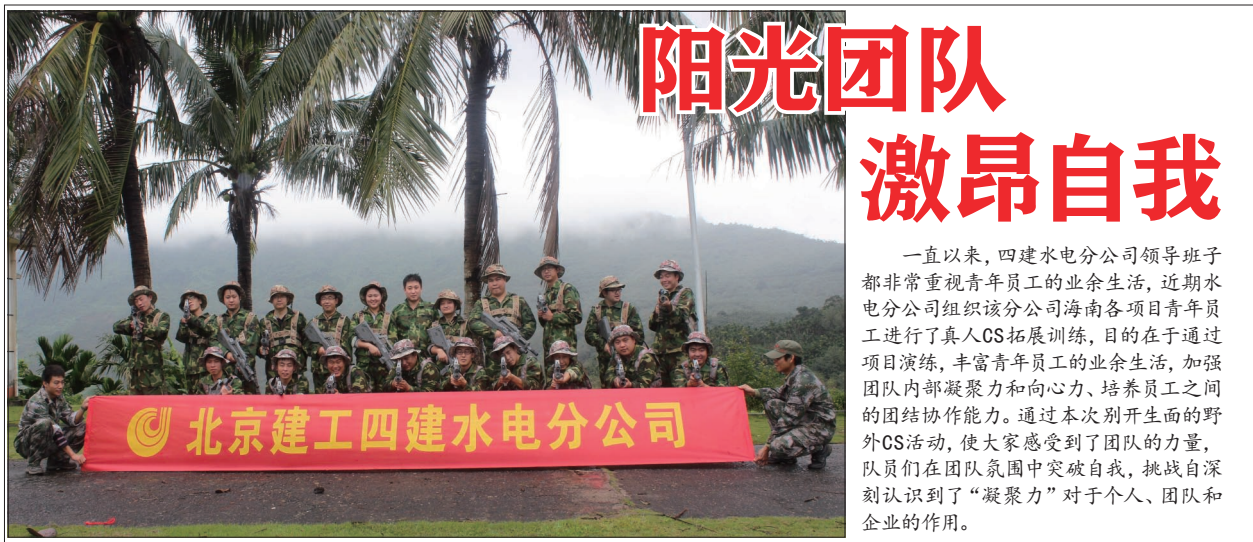 阳光团队
激昂自我
一直以来,四建水电分公司领导班子
都非常重视青年员工的业余生活,近期水
电分公司组织该分公司海南各项目青年员
工进行了真人CS拓展训练,目的在于通过
项目演练,丰富青年员工的业余生活,加强
团队内部凝聚力和向心力、培养员工之间
的团结协作能力。通过本次别开生面的野
外CS活动,使大家感受到了团队的力量,
队员们在团队氛围中突破自我,挑战自深
刻认识到了“凝聚力”对于个人、团队和
企业的作用。
北京建工四建水电分公司